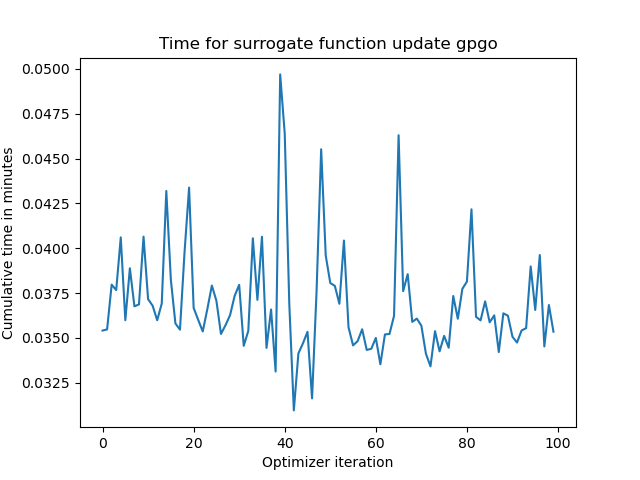 Time for surrogate function update gpgo
0.0500
0.0475
0.0450
0.0425
0.0400
0.0375
0.0350
0.0325
Cumulative time in minutes
0 20 40 60 80 100
Optimizer iteration